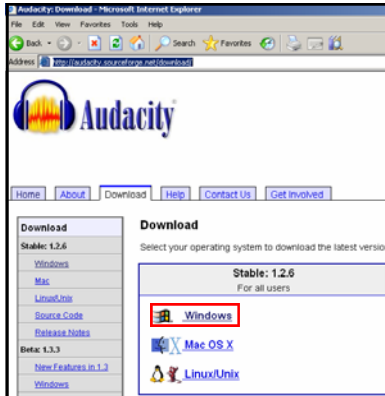 Audacity: Download - Microsoft Internet Explorer
File Edit View Favorites Tools Help
Back Search Favorites
Address http://audacity.sourceforge.net/download/
Audacity
Home About Download Help Contact Us Get Involved
Download
Stable: 1.2.6
Windows
Mac
Linux/Unix
Source Code
Release Notes
Beta: 1.3.3
New Features in 1.3
Windows
Download
Select your operating system to download the latest versio
Stable: 1.2.6
For all users
Windows
Mac OS X
Linux/Unix